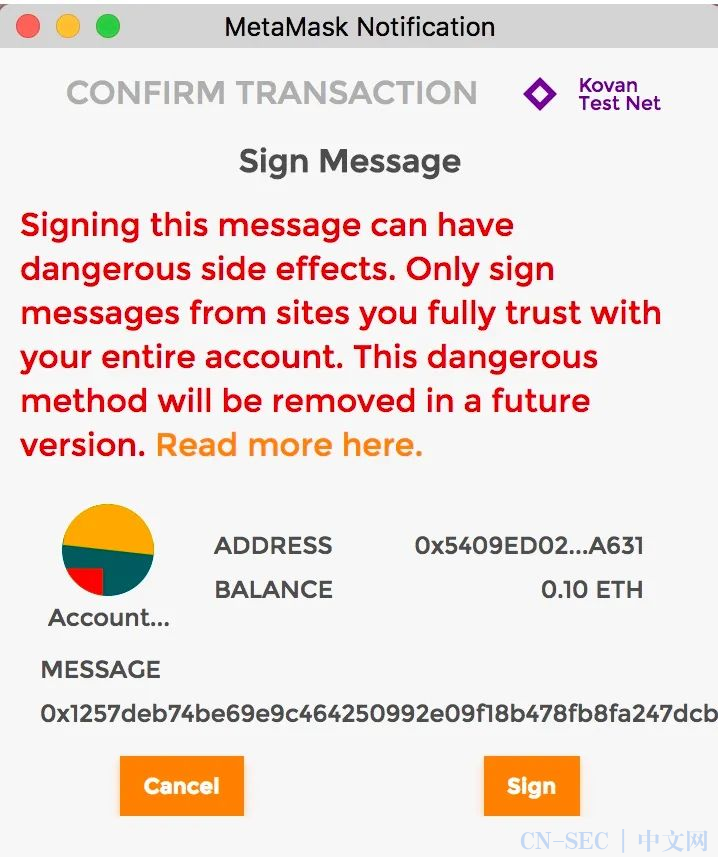 MetaMask Notification
CONFIRM TRANSACTION
Kovan
Test Net
Sign Message
Signing this message can have
dangerous side effects. Only sign
messages from sites you fully trust with
your entire account. This dangerous
method will be removed in a future
version. Read more here.
ADDRESS 0x5409ED02...A631
BALANCE 0.10 ETH
Account...
MESSAGE
0x1257deb74be69e9c464250992e09f18b478fb8fa247dcb
Cancel Sign
CN-SEC | 中文网